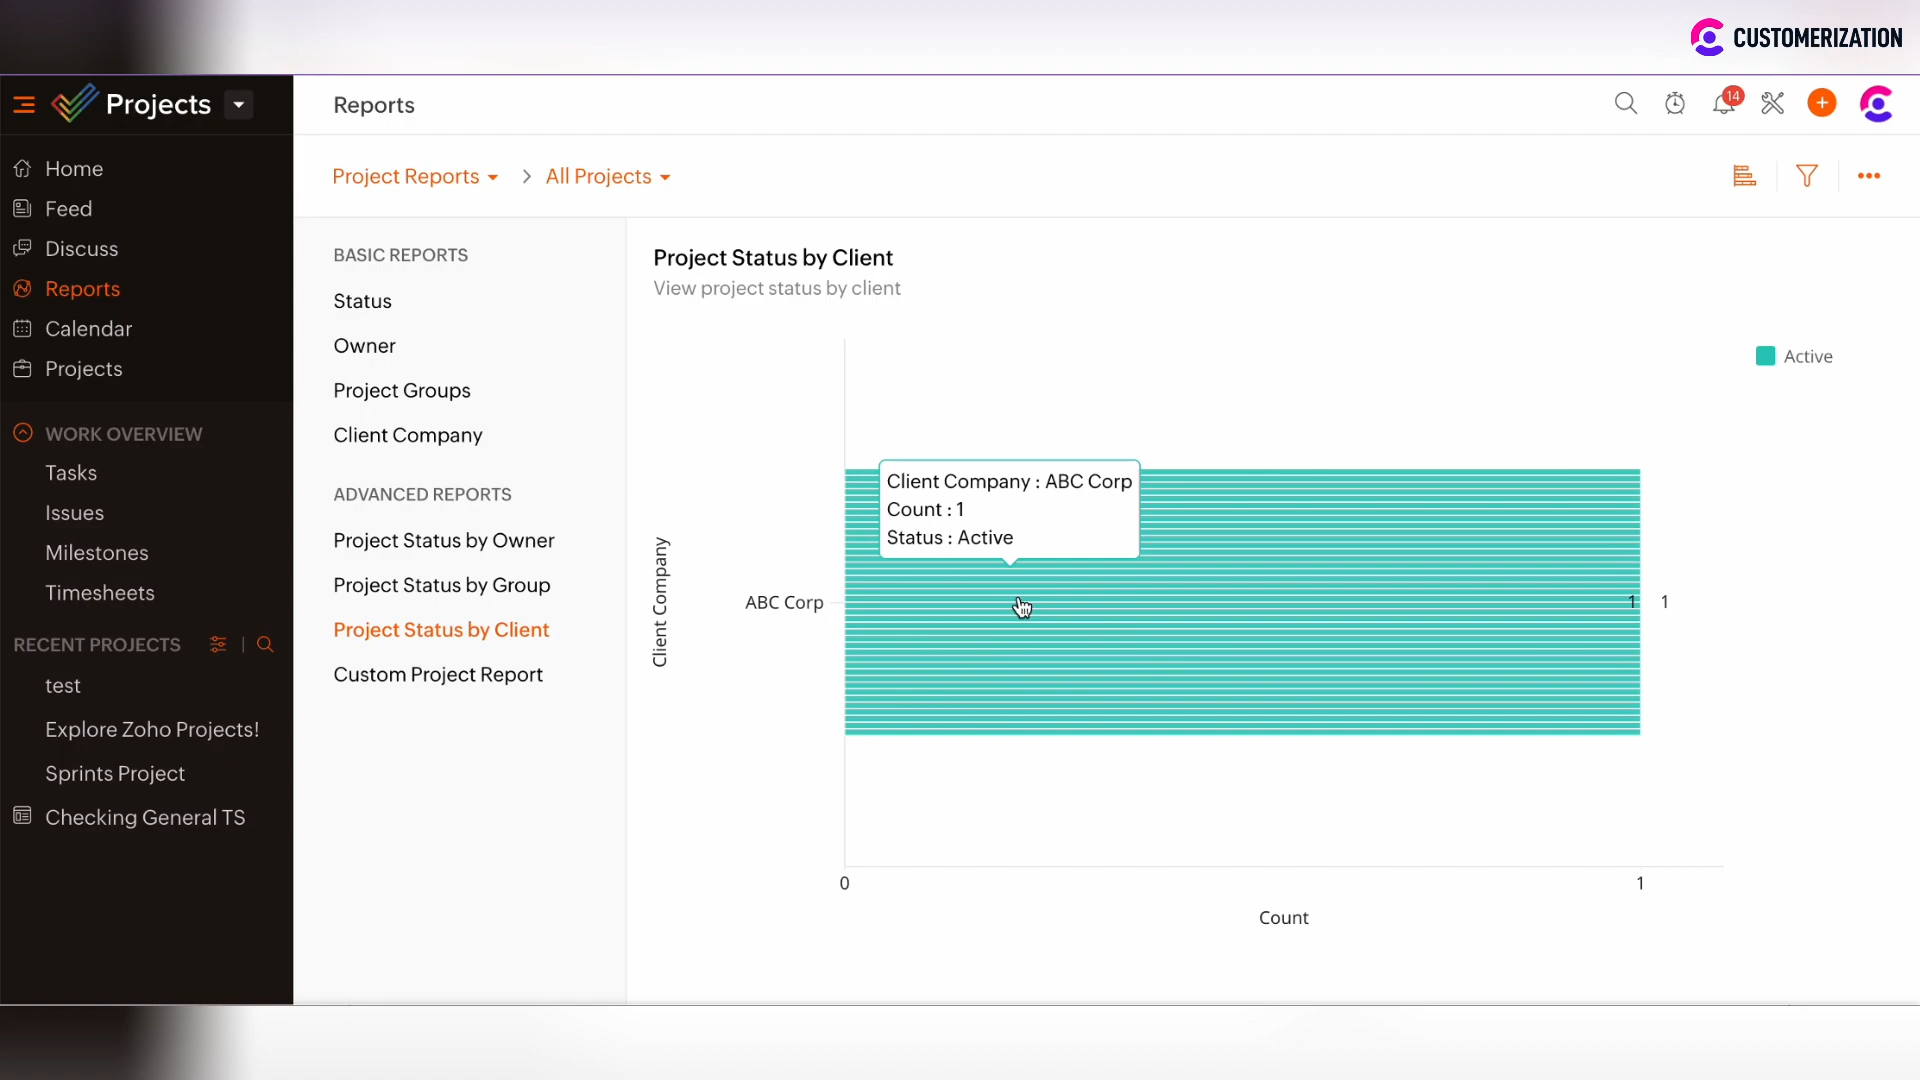 CUSTOMERIZATION
Projects
Reports
14
Home
Feed
Discuss
Reports
Calendar
Projects
WORK OVERVIEW
Tasks
Issues
Milestones
Timesheets
RECENT PROJECTS
test
Explore Zoho Projects!
Sprints Project
Checking General TS
Project Reports
All Projects
BASIC REPORTS
Status
Owner
Project Groups
Client Company
ADVANCED REPORTS
Project Status by Owner
Project Status by Group
Project Status by Client
Custom Project Report
Project Status by Client
View project status by client
Active
Client Company : ABC Corp
Count : 1
Status : Active
Client Company
ABC Corp
1 1
0 1
Count